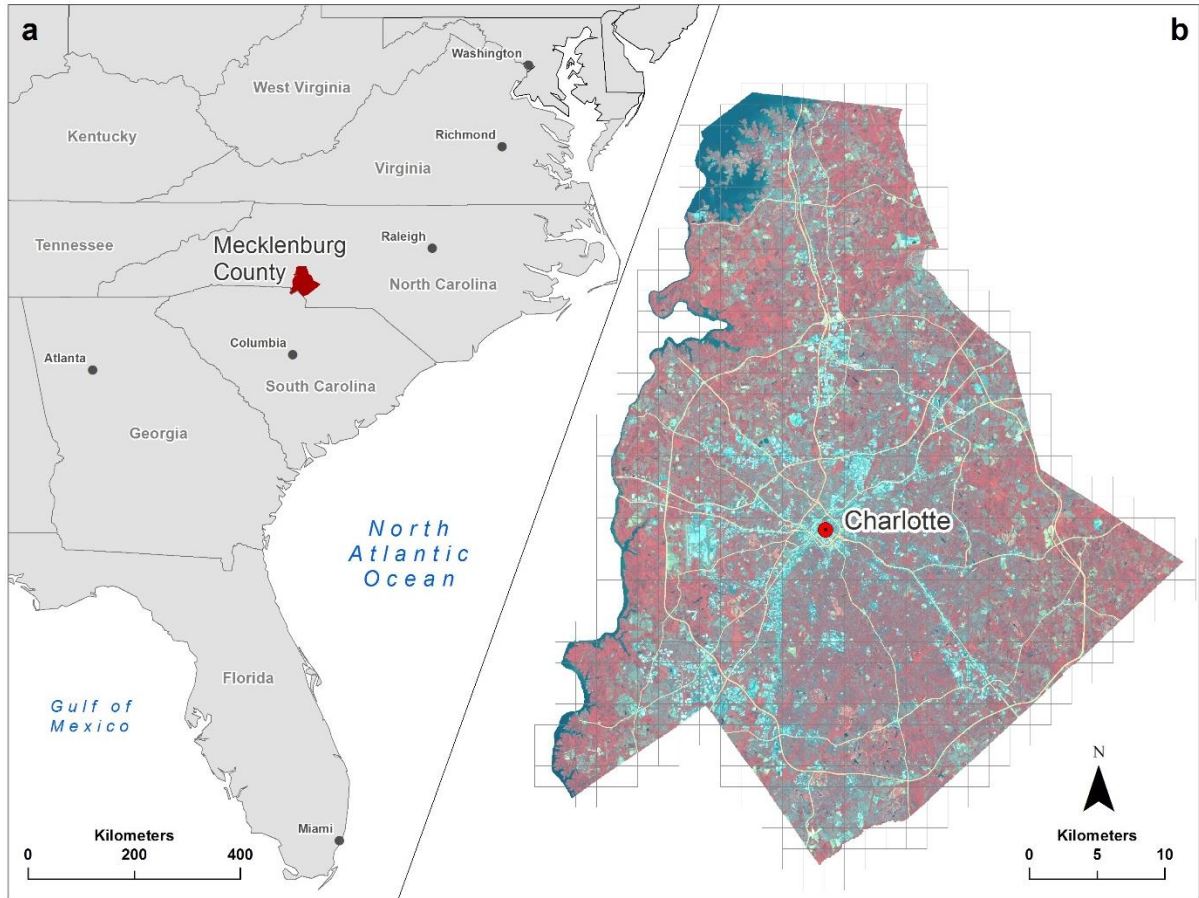 a
Washington
West Virginia
Kentucky
Richmond
Virginia
Tennessee
Mecklenburg
County
Raleigh
North Carolina
Columbia
Atlanta
South Carolina
Georgia
North
Atlantic
Ocean
Florida
Gulf of
Mexico
Miami
Kilometers
0 200 400
b
Charlotte
N
Kilometers
0 5 10